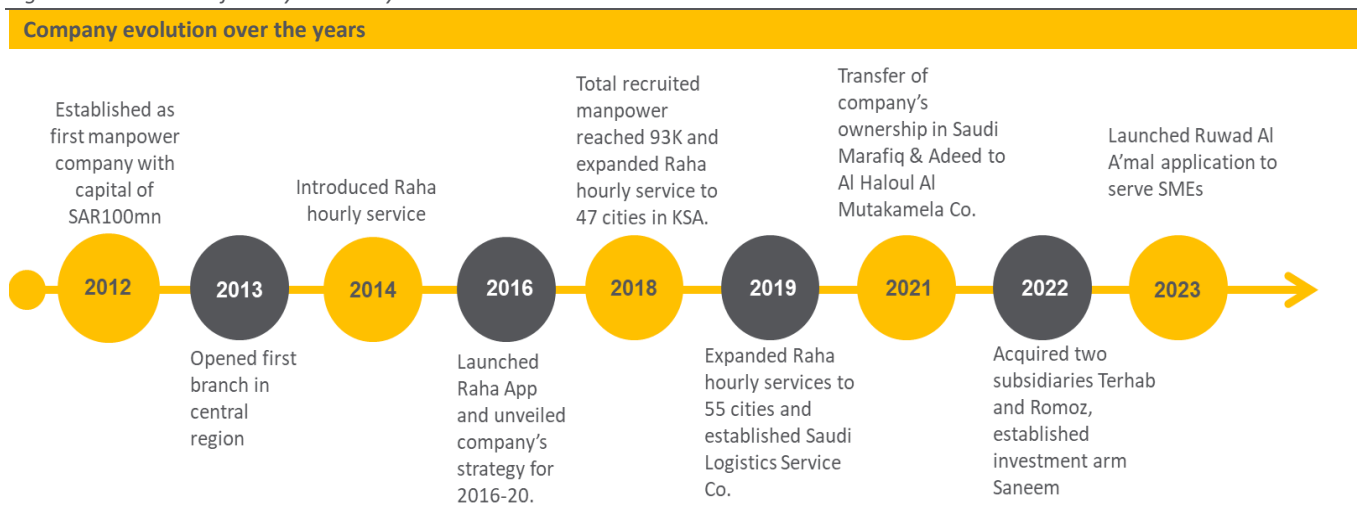 Company evolution over the years
Established as
first manpower
company with
capital of
SAR100mn
2012
2013
Opened first
branch in
central
region
Introduced Raha
hourly service
2014
2016
Launched
Raha App
and unveiled
company’s
strategy for
2016-20.
Total recruited
manpower
reached 93K and
expanded Raha
hourly service to
47 cities in KSA.
2018
2019
Expanded Raha
hourly services to
55 cities and
established Saudi
Logistics Service
Co.
Transfer of
company’s
ownership in Saudi
Marafiq & Adeed to
Al Haloul Al
Mutakamela Co.
2021
2022
Acquired two
subsidiaries Terhab
and Romoz,
established
investment arm
Saneem
Launched Ruwad Al
A’mal application to
serve SMEs
2023